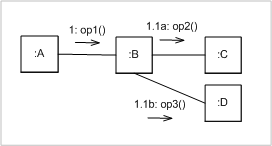 1: op1()
1.1a: op2()
:A
:B
:C
:D
1.1b: op3()